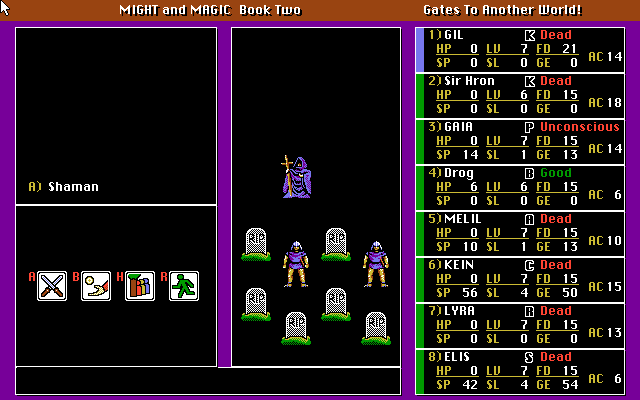 MIGHT and MAGIC Book Two Gates To Another World!
A) Shaman
A B H R
RIP RIP
RIP RIP
RIP RIP
1) GIL K Dead
HP 0 LV 7 FD 21
SP 0 SL 0 GE 0 AC 14
2) Sir Hron K Dead
HP 0 LV 6 FD 15
SP 0 SL 0 GE 0 AC 18
3) GAIA P Unconscious
HP 0 LV 7 FD 15
SP 14 SL 1 GE 13 AC 14
4) Drog B Good
HP 6 LV 6 FD 15
SP 0 SL 0 GE 0 AC 6
5) MELIL A Dead
HP 0 LV 7 FD 15
SP 10 SL 1 GE 13 AC 10
6) KEIN C Dead
HP 0 LV 7 FD 15
SP 56 SL 4 GE 50 AC 15
7) LYRA R Dead
HP 0 LV 7 FD 15
SP 0 SL 0 GE 0 AC 13
8) ELIS S Dead
HP 0 LV 7 FD 15
SP 42 SL 4 GE 54 AC 6